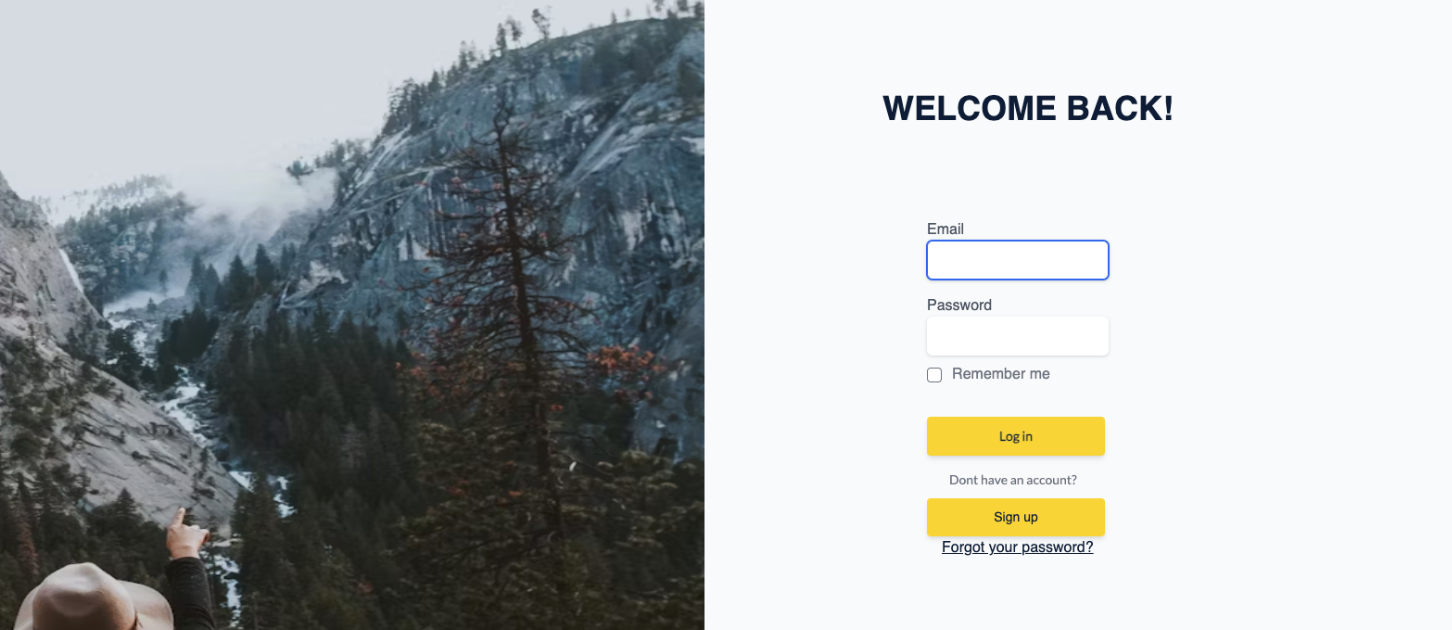 WELCOME BACK!
Email
Password
Remember me
Log in
Dont have an account?
Sign up
Forgot your password?